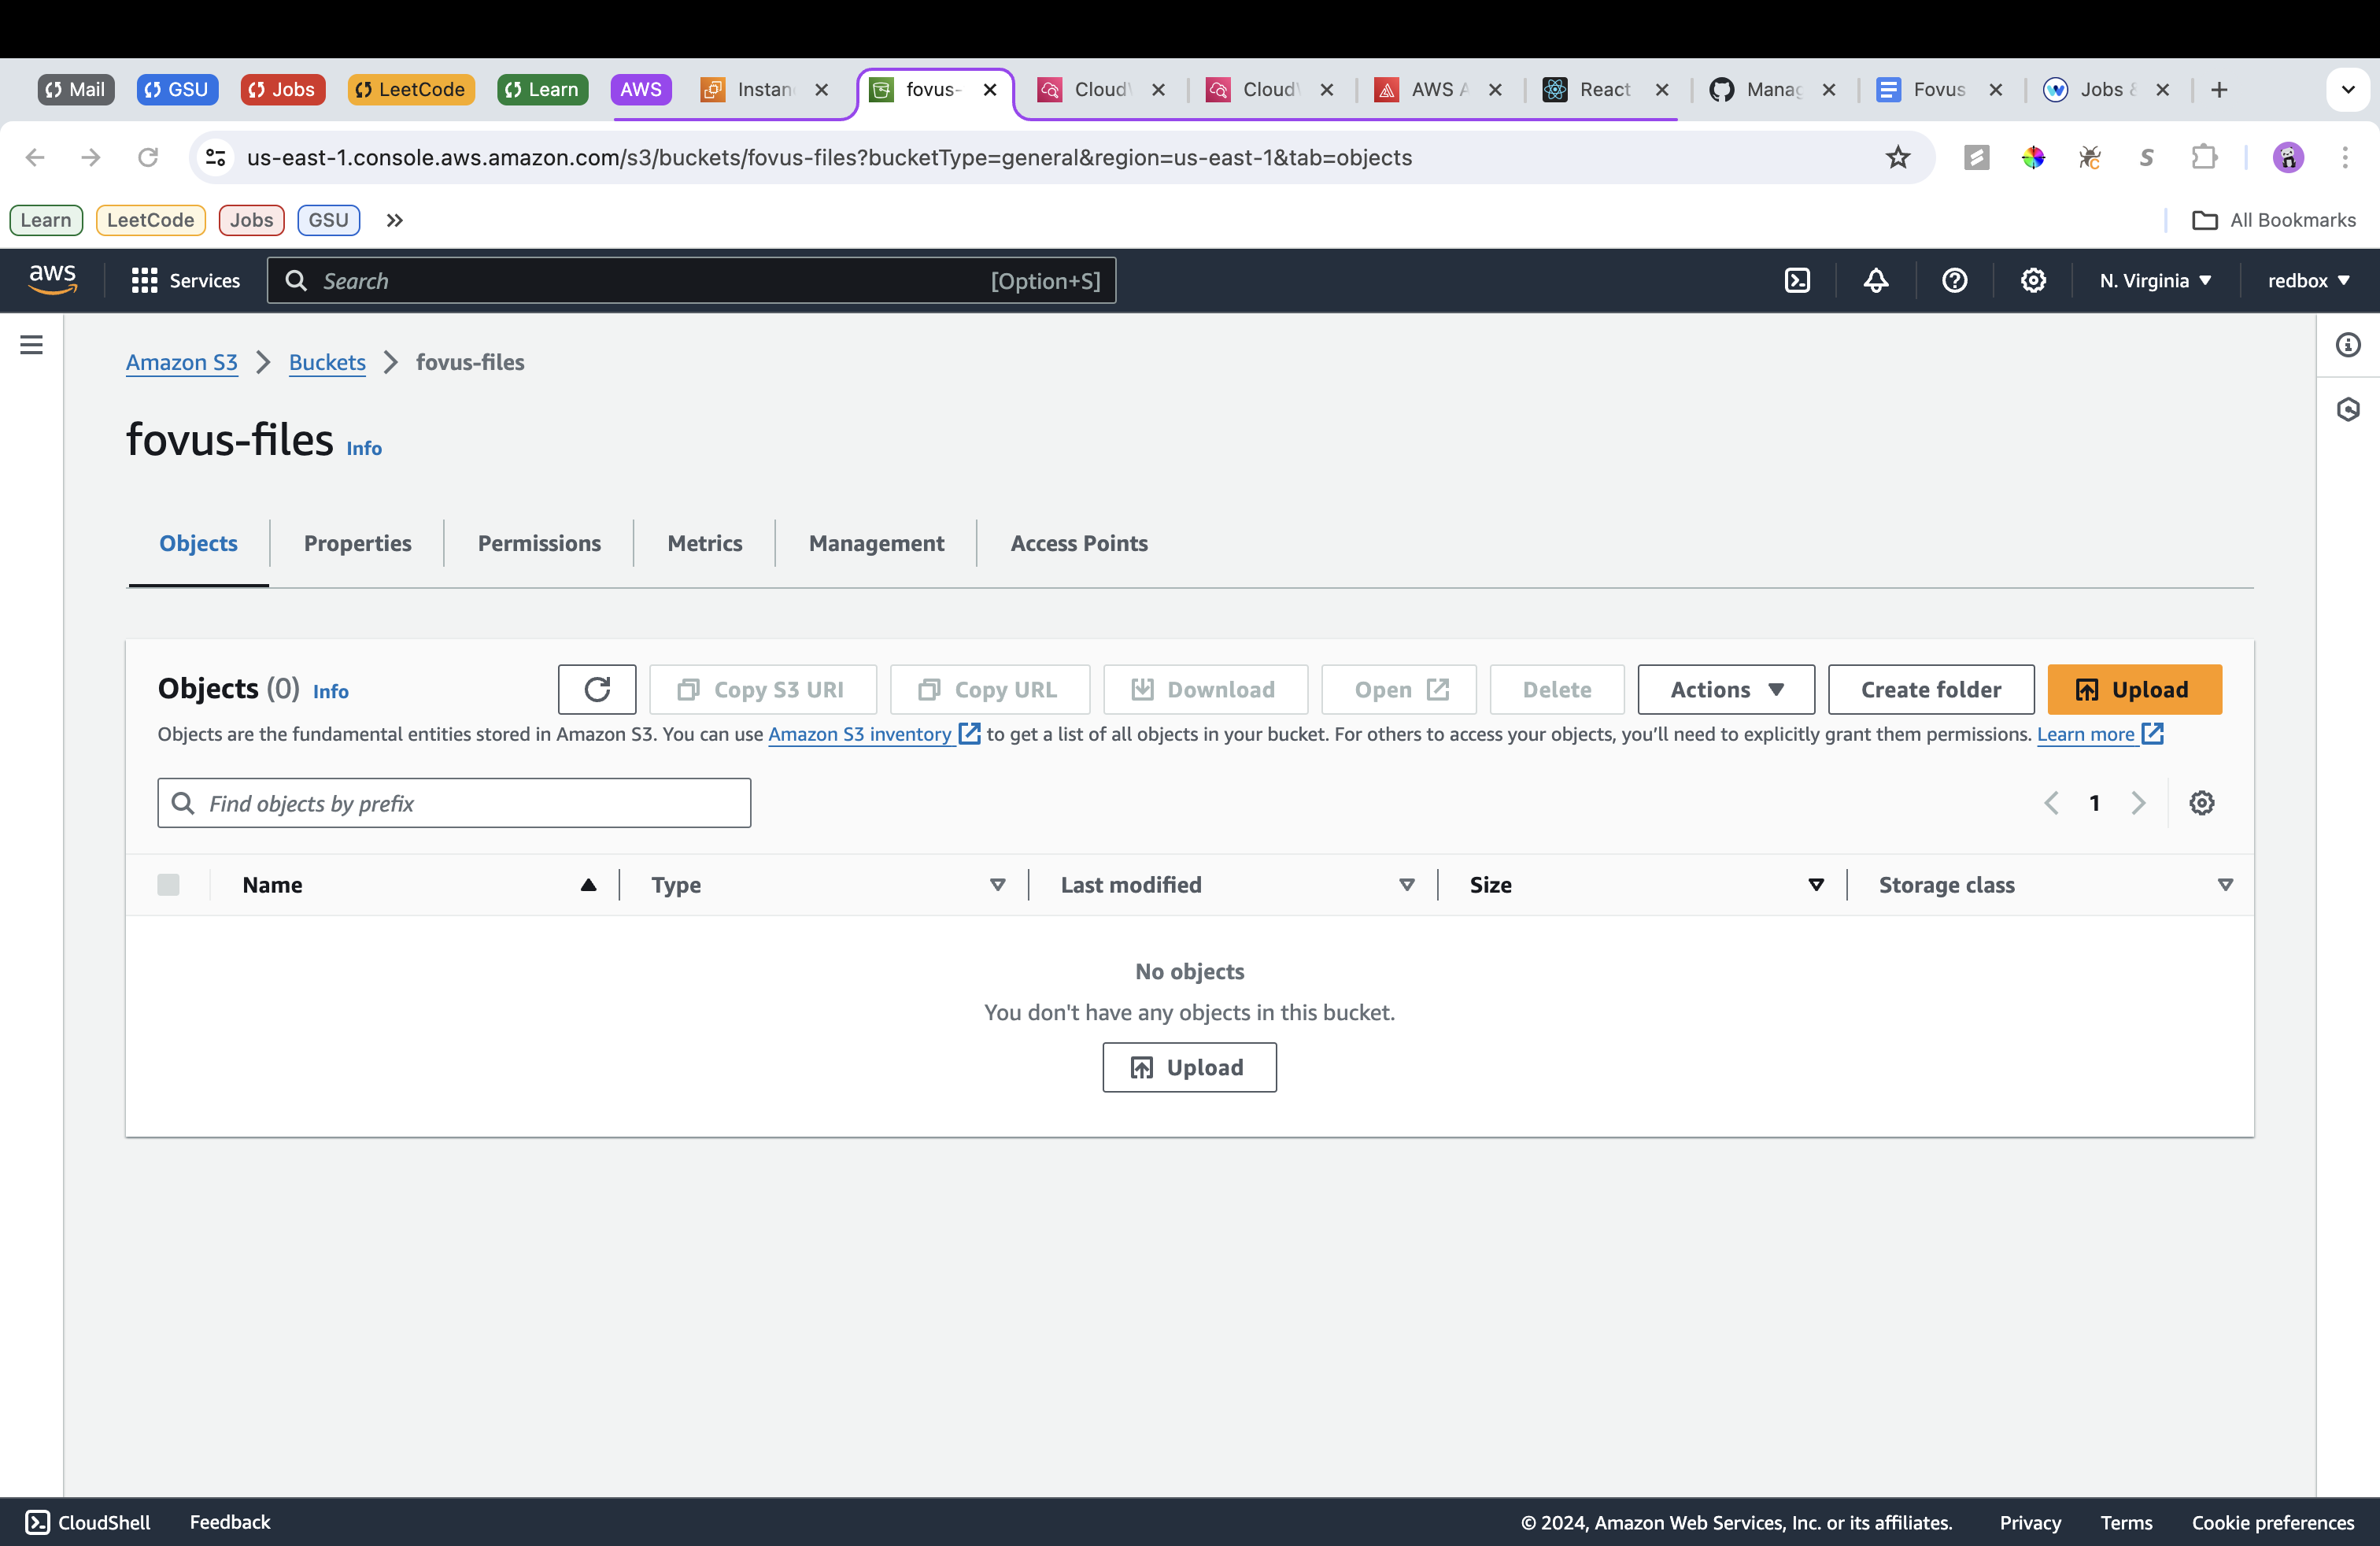 Mail GSU Jobs LeetCode Learn AWS Instan fovus- Cloud Cloud AWS A React Manag Fovus Jobs &
us-east-1.console.aws.amazon.com/s3/buckets/fovus-files?bucketType=general&region=us-east-1&tab=objects
Learn LeetCode Jobs GSU » All Bookmarks
aws Services Search [Option+S] N. Virginia redbox
Amazon S3 Buckets fovus-files
fovus-files Info
Objects Properties Permissions Metrics Management Access Points
Objects (0) Info Copy S3 URI Copy URL Download Open Delete Actions Create folder Upload
Objects are the fundamental entities stored in Amazon S3. You can use Amazon S3 inventory to get a list of all objects in your bucket. For others to access your objects, you'll need to explicitly grant them permissions. Learn more
Find objects by prefix 1
Name Type Last modified Size Storage class
No objects
You don't have any objects in this bucket.
Upload
CloudShell Feedback © 2024, Amazon Web Services, Inc. or its affiliates. Privacy Terms Cookie preferences